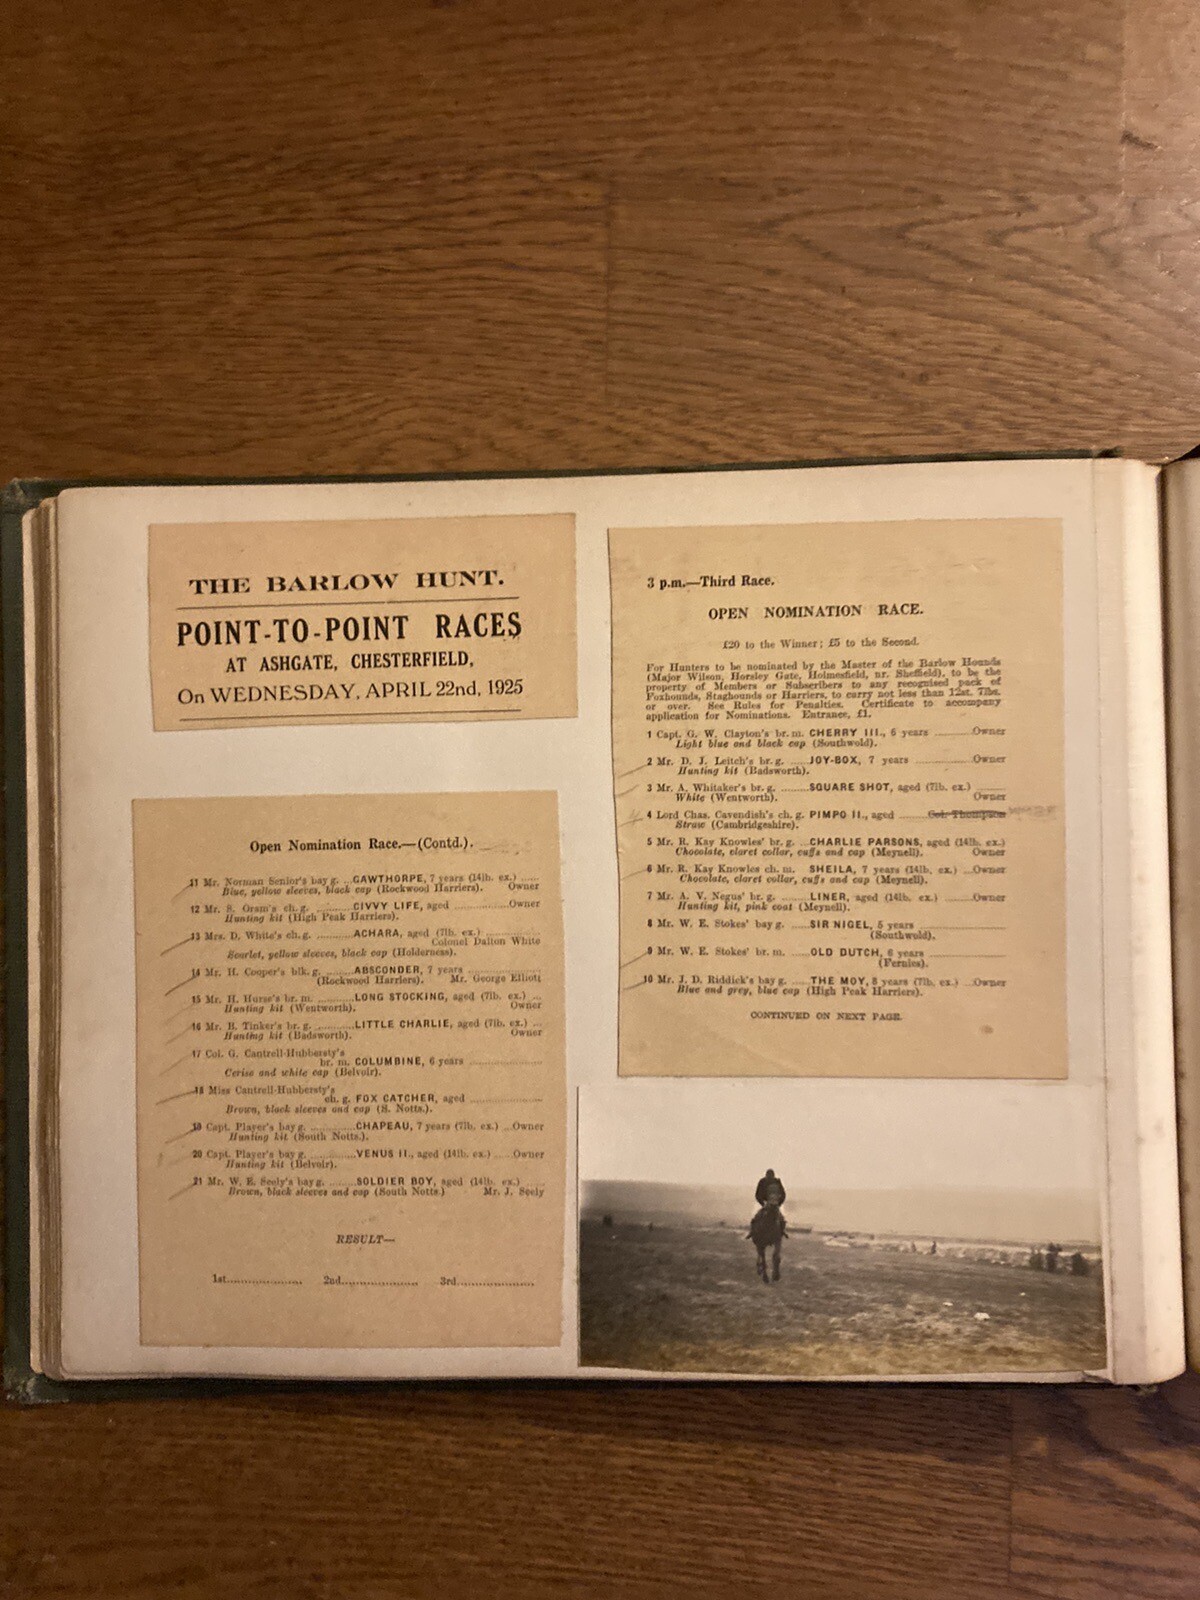 THE BARLOW HUNT.
POINT-TO-POINT RACES
AT ASHGATE, CHESTERFIELD,
On WEDNESDAY, APRIL 22nd, 1925
3 p.m.—Third Race.
OPEN NOMINATION RACE.
£20 to the Winner; £5 to the Second.
For Hunters to be nominated by the Master of the Barlow Hounds
(Major Wilson, Horsley Gate, Holmesfield, nr. Sheffield), to be the
property of Members or Subscribers to any recognised pack of
Foxhounds, Staghounds or Harriers, to carry not less than 12st. 7lbs.
or over. See Rules for Penalties. Certificate to accompany
application for Nominations. Entrance, £1.
1 Capt. G. W. Clayton's br. m. CHERRY III., 6 years ............Owner
Light blue and black cap (Southwold).
2 Mr. D. J. Leitch's br. g. ......JOY-BOX, 7 years ......................Owner
Hunting kit (Badsworth).
3 Mr. A. Whitaker's br. g. .........SQUARE SHOT, aged (7lb. ex.) .........
White (Wentworth). Owner
4 Lord Chas. Cavendish's ch. g. PIMPO II., aged ......... Col. Thompson
Straw (Cambridgeshire).
5 Mr. R. Kay Knowles' br. g. ...CHARLIE PARSONS, aged (14lb. ex.)
Chocolate, claret collar, cuffs and cap (Meynell). Owner
6 Mr. R. Kay Knowles ch. m. SHEILA, 7 years (14lb. ex.) ...Owner
Chocolate, claret collar, cuffs and cap (Meynell).
7 Mr. A. V. Negus' br. g. .........LINER, aged (14lb. ex.) ............Owner
Hunting kit, pink coat (Meynell).
8 Mr. W. E. Stokes' bay g. ......SIR NIGEL, 5 years ........................
(Southwold).
9 Mr. W. E. Stokes' br. m. ......OLD DUTCH, 6 years .....................
(Fernies).
10 Mr. J. D. Riddick's bay g. ......THE MOY, 8 years (7lb. ex.) ...Owner
Blue and grey, blue cap (High Peak Harriers).
CONTINUED ON NEXT PAGE.
Open Nomination Race.—(Contd.).
11 Mr. Norman Senior's bay g. ...GAWTHORPE, 7 years (14lb. ex.) ......
Blue, yellow sleeves, black cap (Rockwood Harriers). Owner
12 Mr. S. Oram's ch. g. ............CIVVY LIFE, aged ..................Owner
Hunting kit (High Peak Harriers).
13 Mrs. D. White's ch. g. ............ACHARA, aged (7lb. ex.) ..................
Colonel Dalton White
Scarlet, yellow sleeves, black cap (Holderness).
14 Mr. H. Cooper's blk. g. .........ABSCONDER, 7 years .....................
(Rockwood Harriers). Mr. George Elliott
15 Mr. H. Hurse's br. m. ............LONG STOCKING, aged (7lb. ex.) ...
Hunting kit (Wentworth). Owner
16 Mr. B. Tinker's br. g. ............LITTLE CHARLIE, aged (7lb. ex.) ...
Hunting kit (Badsworth). Owner
17 Col. G. Cantrell-Hubbersty's
br. m. COLUMBINE, 6 years .....................
Cerise and white cap (Belvoir).
18 Miss Cantrell-Hubbersty's
ch. g. FOX CATCHER, aged .....................
Brown, black sleeves and cap (S. Notts.).
19 Capt. Player's bay g. ............CHAPEAU, 7 years (7lb. ex.) ...Owner
Hunting kit (South Notts.).
20 Capt. Player's bay g. ............VENUS II., aged (14lb. ex.) ......Owner
Hunting kit (Belvoir).
21 Mr. W. E. Seely's bay g. .........SOLDIER BOY, aged (14lb. ex.) ......
Brown, black sleeves and cap (South Notts.) Mr. J. Seely
RESULT—
1st..................... 2nd..................... 3rd.....................